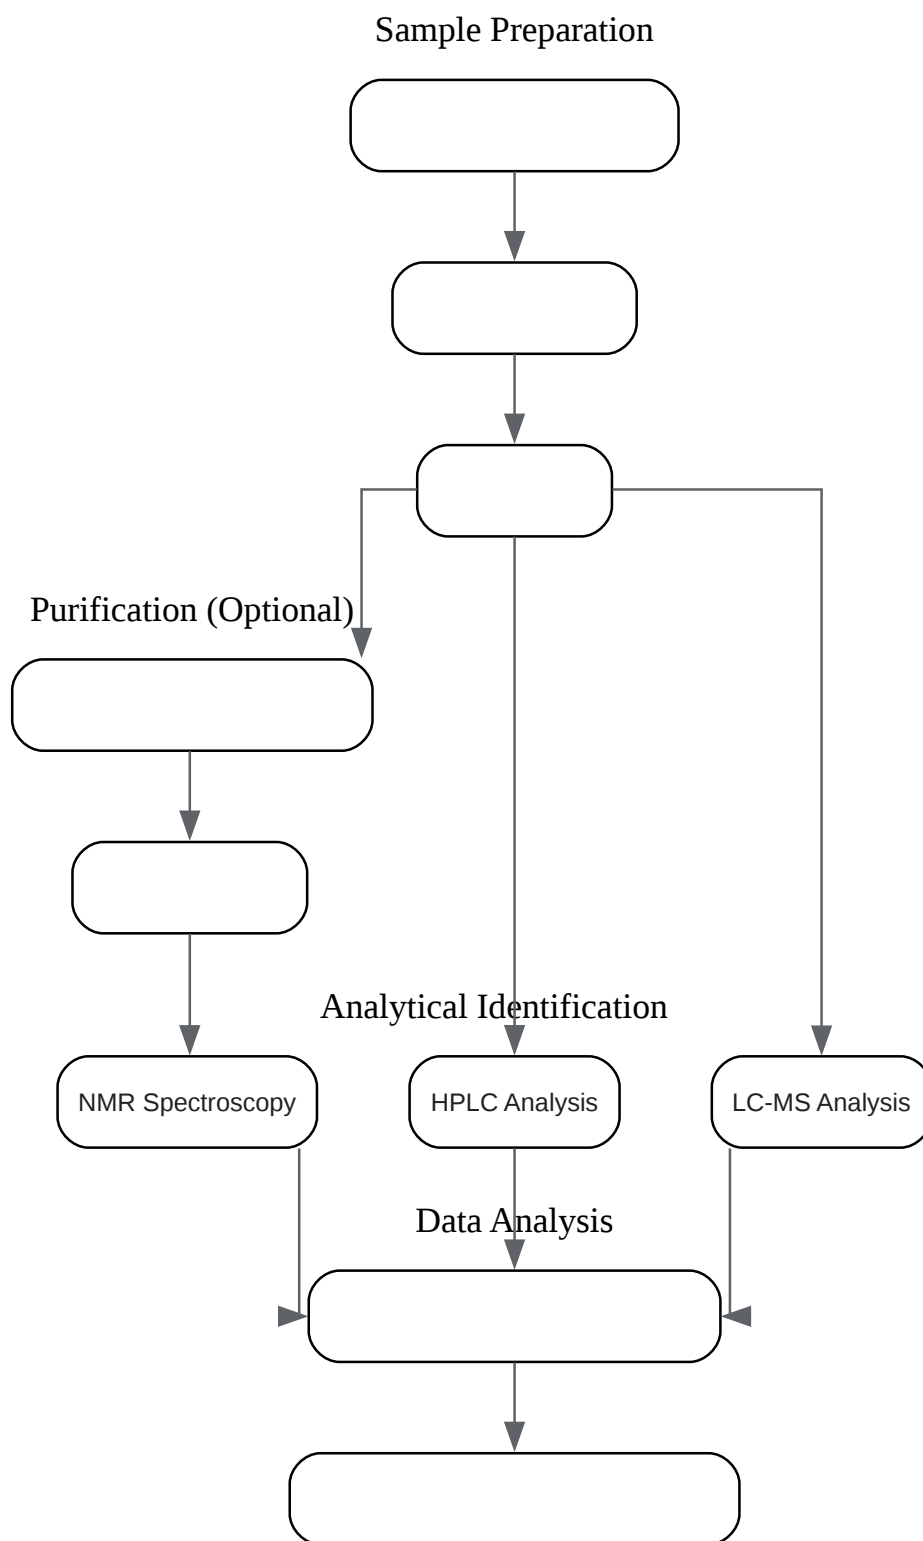 Sample Preparation
Purification (Optional)
Analytical Identification
NMR Spectroscopy
HPLC Analysis
LC-MS Analysis
Data Analysis